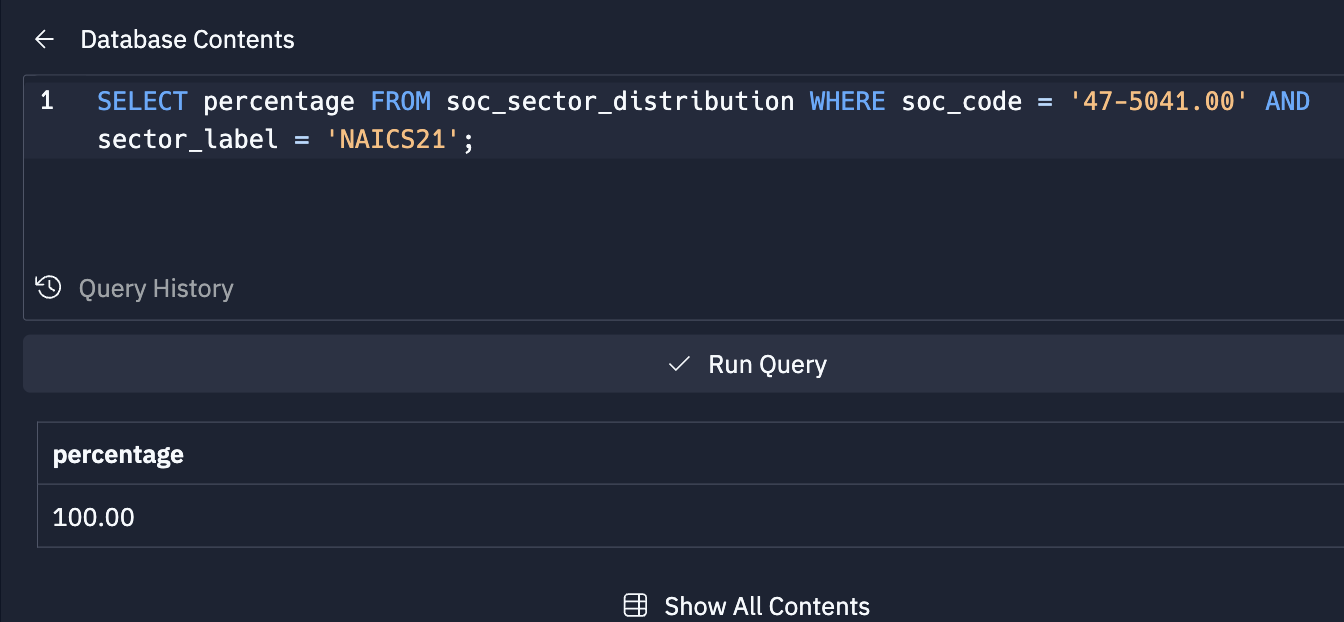 Database Contents
1 SELECT percentage FROM soc_sector_distribution WHERE soc_code = '47-5041.00' AND
sector_label = 'NAICS21';
Query History
Run Query
percentage
100.00
Show All Contents